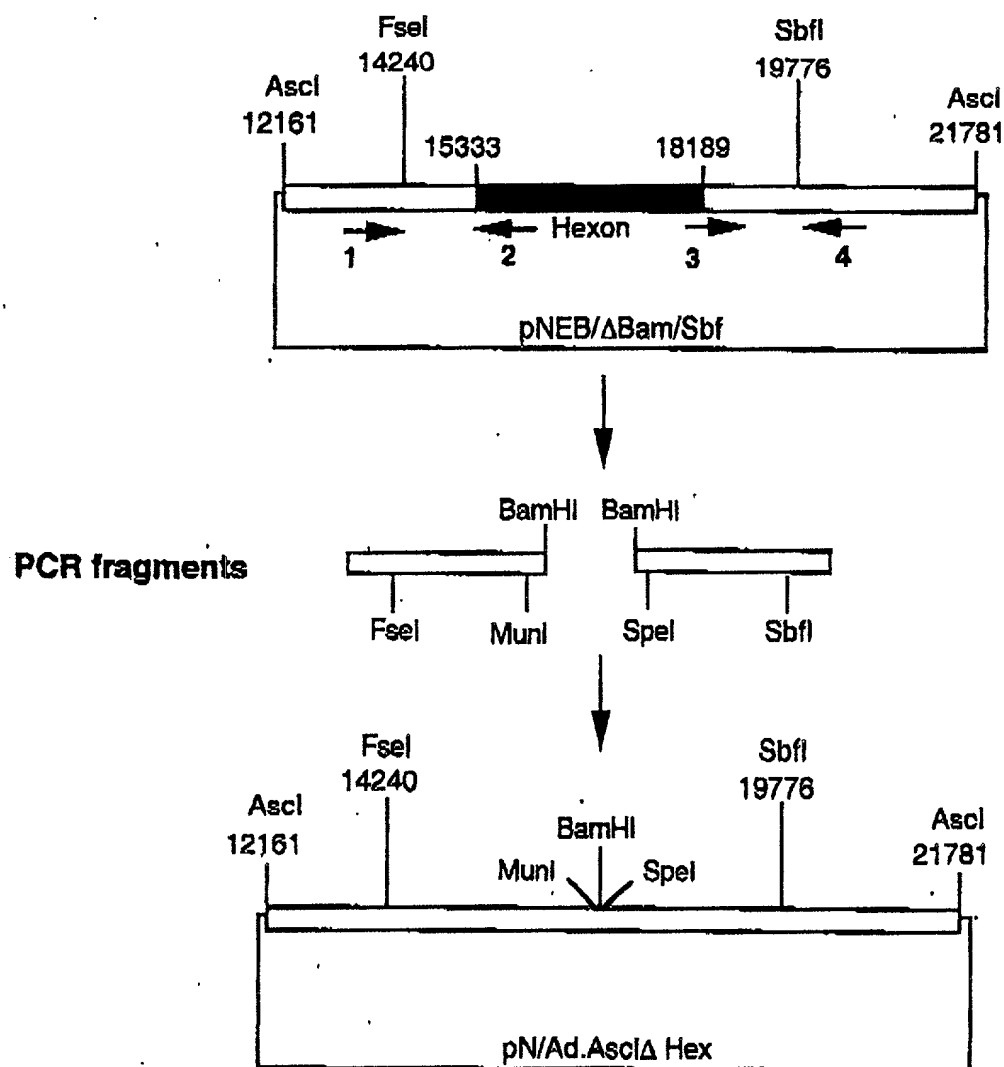 FseI
14240
SbfI
19776
AscI
12161
AscI
21781
15333
18189
Hexon
1
2
3
4
pNEB/ΔBam/Sbf
BamHI BamHI
PCR fragments
FseI
MunI
SpeI
SbfI
FseI
14240
SbfI
19776
AscI
12161
BamHI
AscI
21781
MunI
SpeI
pN/Ad.AscIΔ Hex